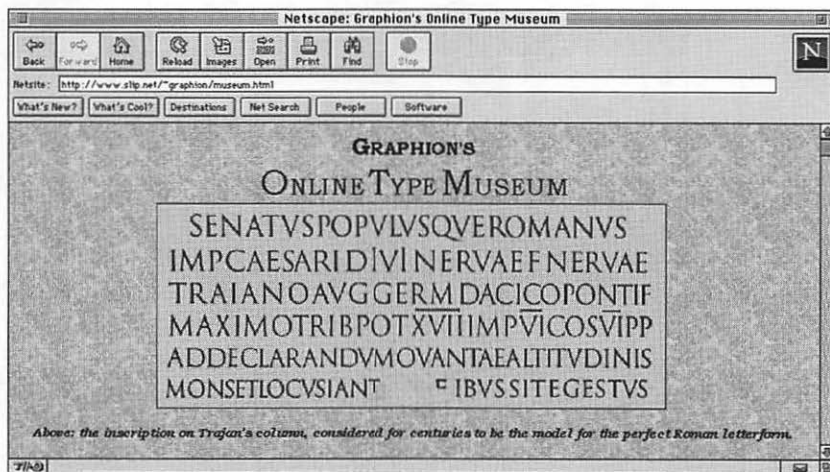 Netscape: Graphion's Online Type Museum
Back Forward Home Reload Images Open Print Find Stop
N
Netsite: http://www.slip.net/~graphion/museum.html
What's New? What's Cool? Destinations Net Search People Software
GRAPHION'S
ONLINE TYPE MUSEUM
SENATVSPOPVLVSQVEROMANVS
IMPCAESARIDIVINERVAEFNERVAE
TRAIANOAVGGERMDACICOPONTIF
MAXIMOTRIBPOTXVIIIMPVICOSVIPP
ADDECLARANDVMOVANTAEALTITVDINIS
MONSETLOCVSIANT IBVSSITEGESTVS
Above: the inscription on Trajan's column, considered for centuries to be the model for the perfect Roman letterform.